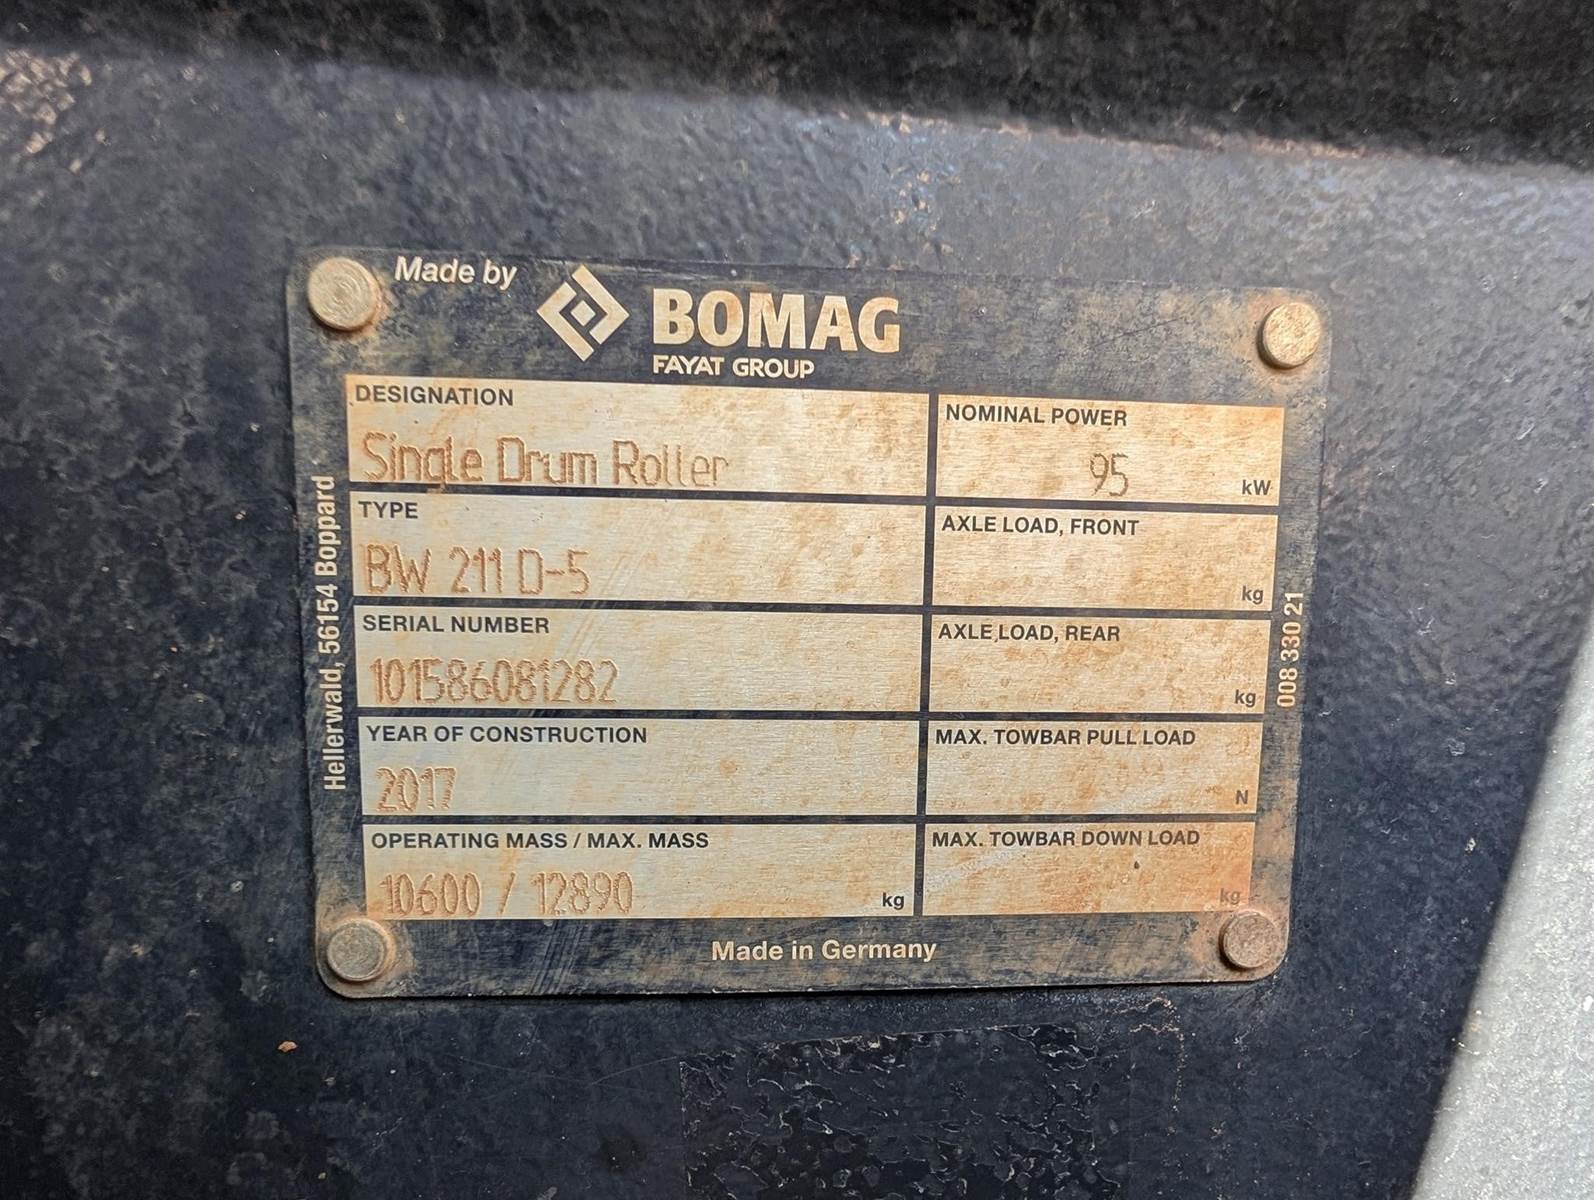 Made by
BOMAG
FAYAT GROUP
DESIGNATION
Single Drum Roller
NOMINAL POWER
95 kW
TYPE
BW 211 D-5
AXLE LOAD, FRONT
kg
SERIAL NUMBER
101586081282
AXLE LOAD, REAR
kg
YEAR OF CONSTRUCTION
2017
MAX. TOWBAR PULL LOAD
N
OPERATING MASS / MAX. MASS
10600 / 12890 kg
MAX. TOWBAR DOWN LOAD
kg
Made in Germany
Hellerwald, 56154 Boppard
008 330 21